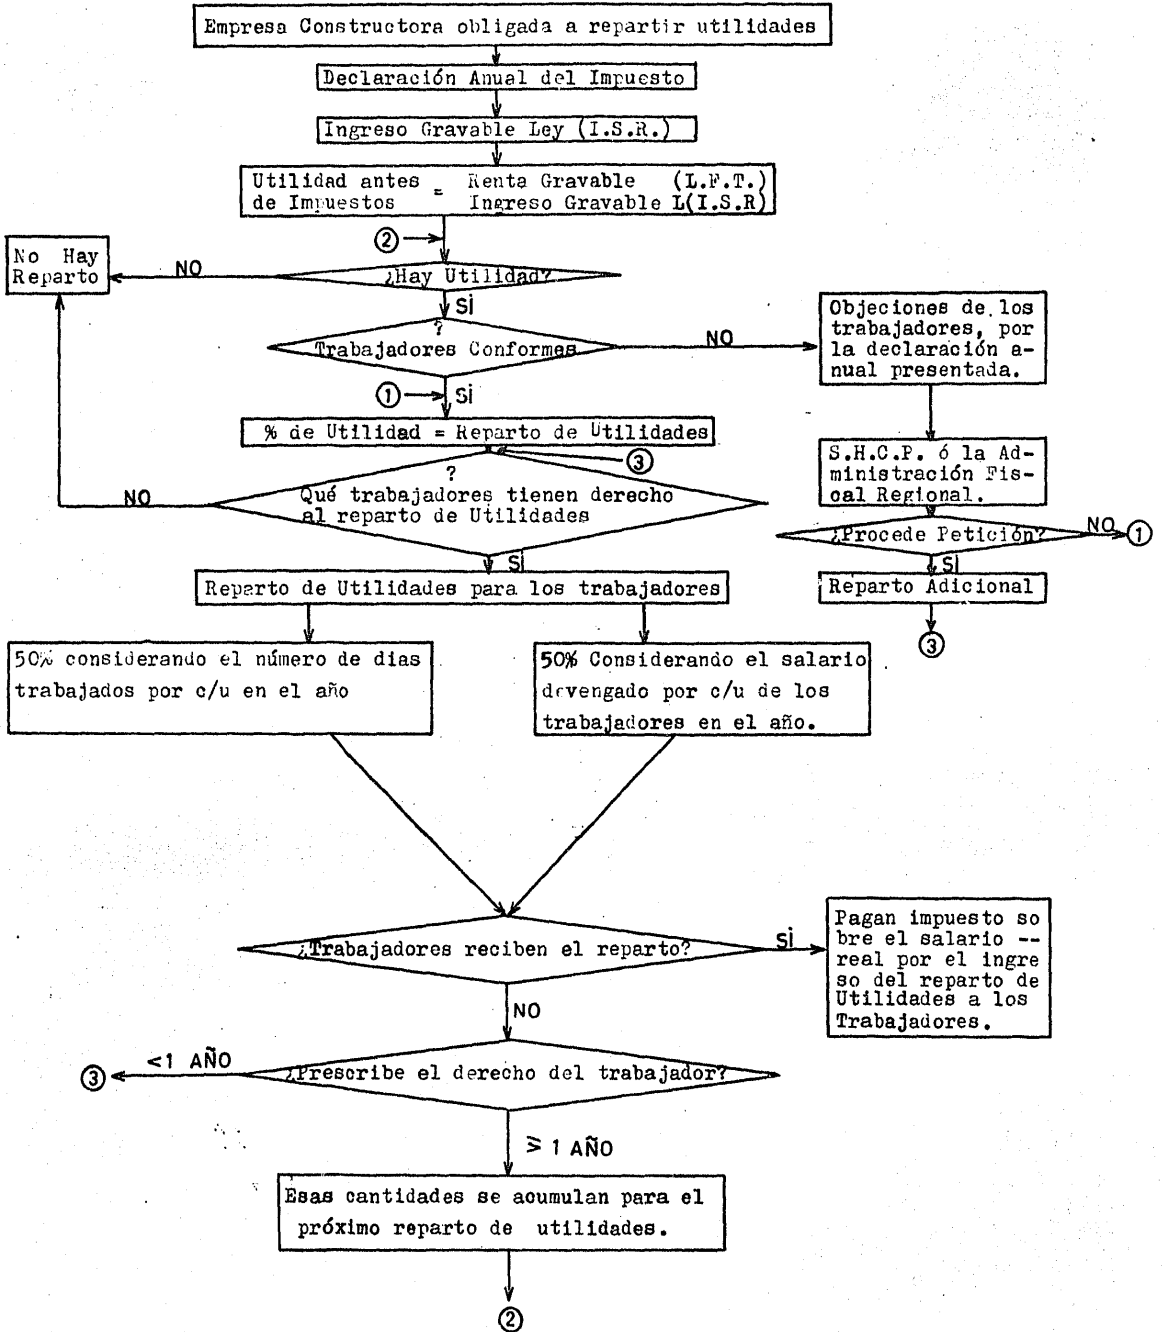 Empresa Constructora obligada a repartir utilidades
Declaración Anual del Impuesto
Ingreso Gravable Ley (I.S.R.)
Utilidad antes = Renta Gravable (L.F.T.)
de Impuestos Ingreso Gravable L(I.S.R)
②
No Hay
Reparto
NO
¿Hay Utilidad?
SÍ
?
Trabajadores Conformes
NO
Objeciones de los
trabajadores, por
la declaración a-
nual presentada.
①
SÍ
% de Utilidad = Reparto de Utilidades
③
S.H.C.P. ó la Ad-
ministración Fis-
cal Regional.
?
Qué trabajadores tienen derecho
al reparto de Utilidades
NO
SÍ
¿Procede Petición?
NO
①
SÍ
Reparto Adicional
③
Reparto de Utilidades para los trabajadores
50% considerando el número de dias
trabajados por c/u en el año
50% Considerando el salario
devengado por c/u de los
trabajadores en el año.
¿Trabajadores reciben el reparto?
SÍ
Pagan impuesto so
bre el salario --
real por el ingre
so del reparto de
Utilidades a los
Trabajadores.
NO
③
<1 AÑO
¿Prescribe el derecho del trabajador?
≥ 1 AÑO
Esas cantidades se acumulan para el
próximo reparto de utilidades.
②